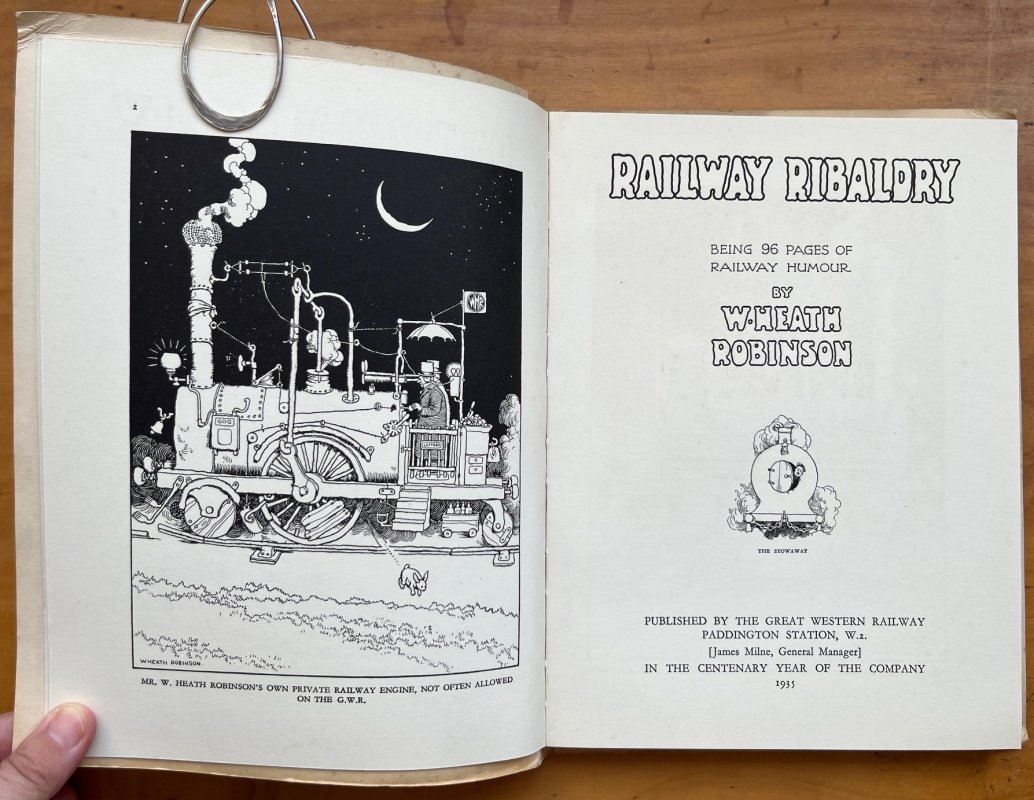 2
WHR
LETTERS
W.HEATH ROBINSON.
MR. W. HEATH ROBINSON'S OWN PRIVATE RAILWAY ENGINE, NOT OFTEN ALLOWED
ON THE G.W.R.
RAILWAY RIBALDRY
BEING 96 PAGES OF
RAILWAY HUMOUR
BY
W.HEATH
ROBINSON
THE STOWAWAY
PUBLISHED BY THE GREAT WESTERN RAILWAY
PADDINGTON STATION, W.2.
[James Milne, General Manager]
IN THE CENTENARY YEAR OF THE COMPANY
1935